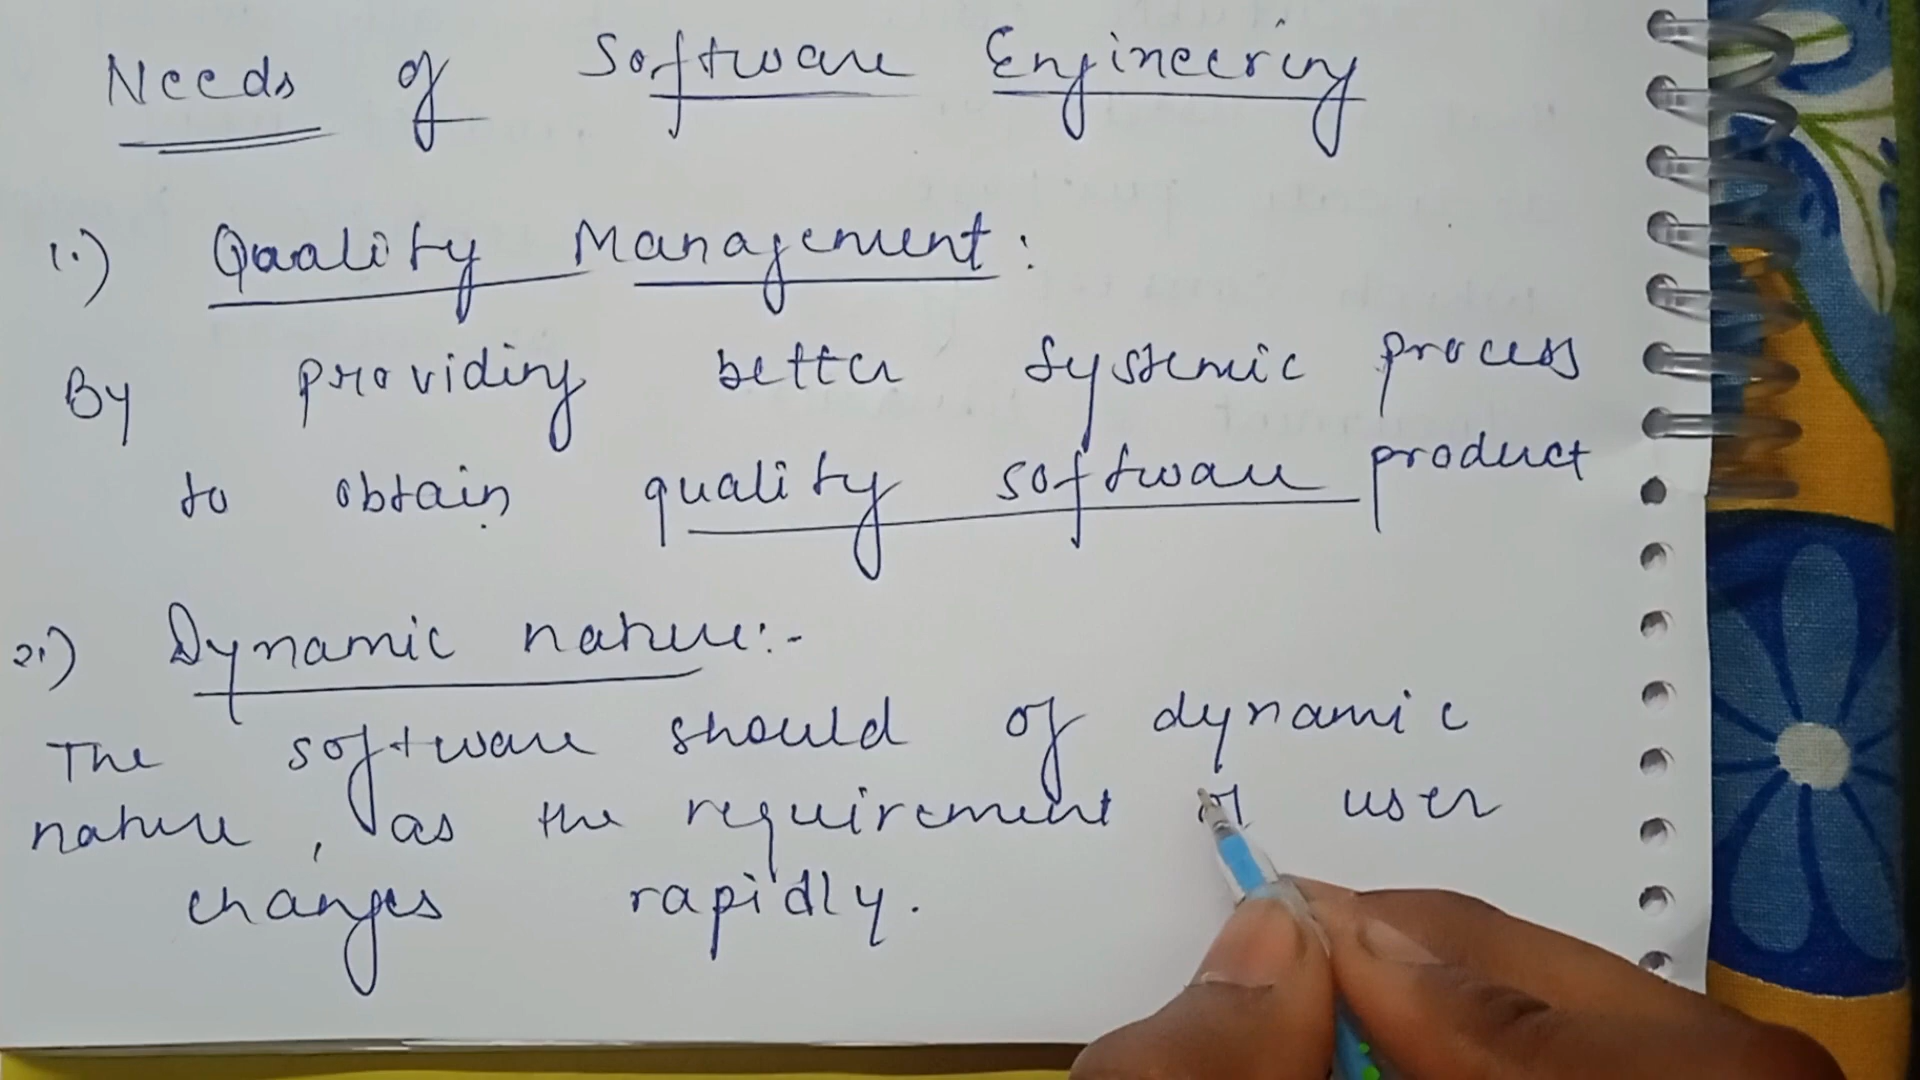 Needs of Software Engineering
1.) Quality Management:
By providing better systemic process
to obtain quality software product
2.) Dynamic nature:-
The software should of dynamic
nature, as the requirement of user
changes rapidly.